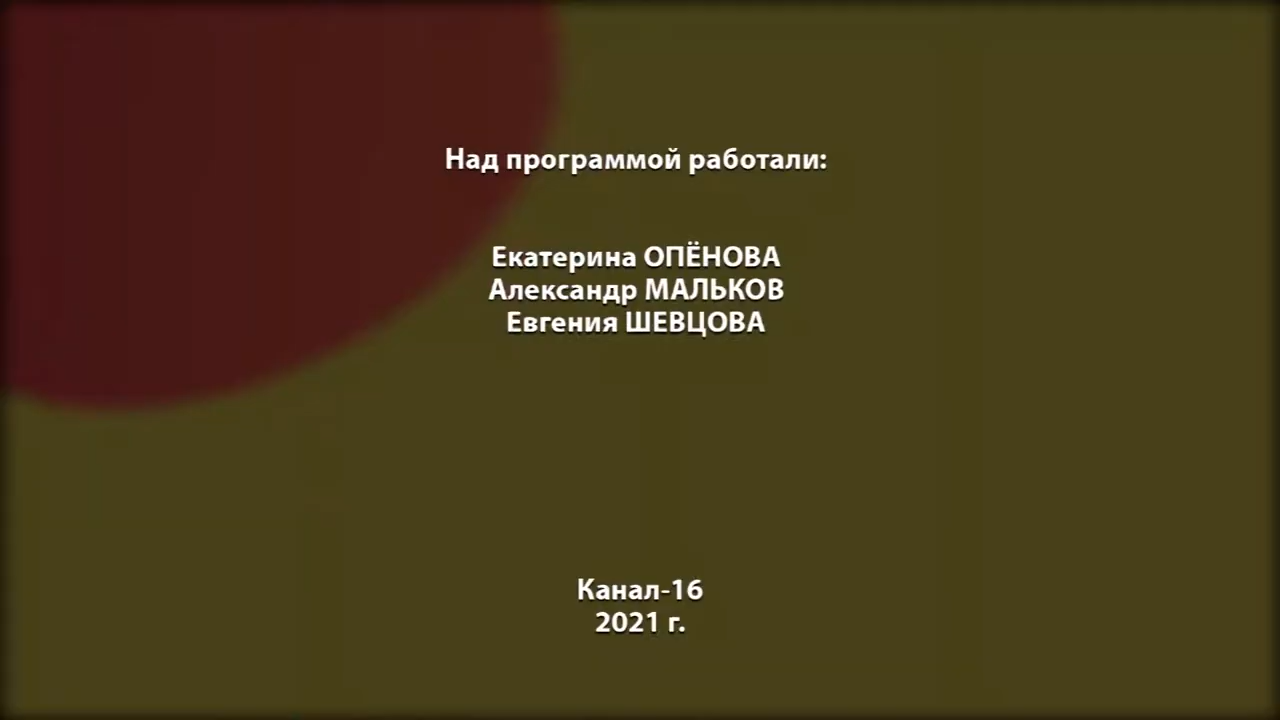 Над программой работали:
Екатерина ОПЁНОВА
Александр МАЛЬКОВ
Евгения ШЕВЦОВА
Канал-16
2021 г.